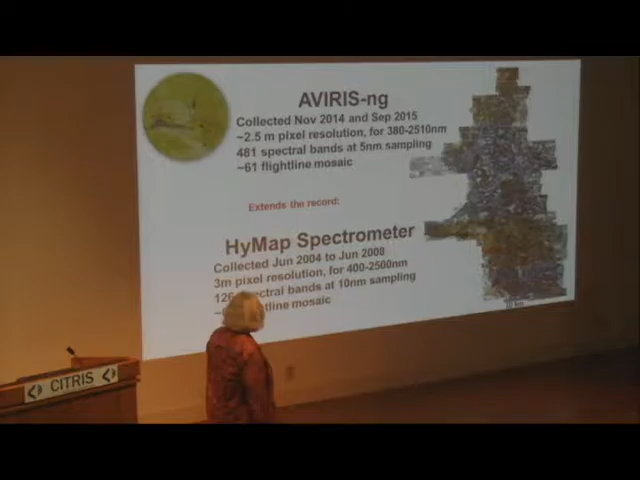 AVIRIS-ng
Collected Nov 2014 and Sep 2015
~2.5 m pixel resolution, for 380-2510nm
481 spectral bands at 5nm sampling
~61 flightline mosaic
Extends the record:
HyMap Spectrometer
Collected Jun 2004 to Jun 2008
3m pixel resolution, for 400-2500nm
bands at 10nm sampling
mosaic
CITRIS